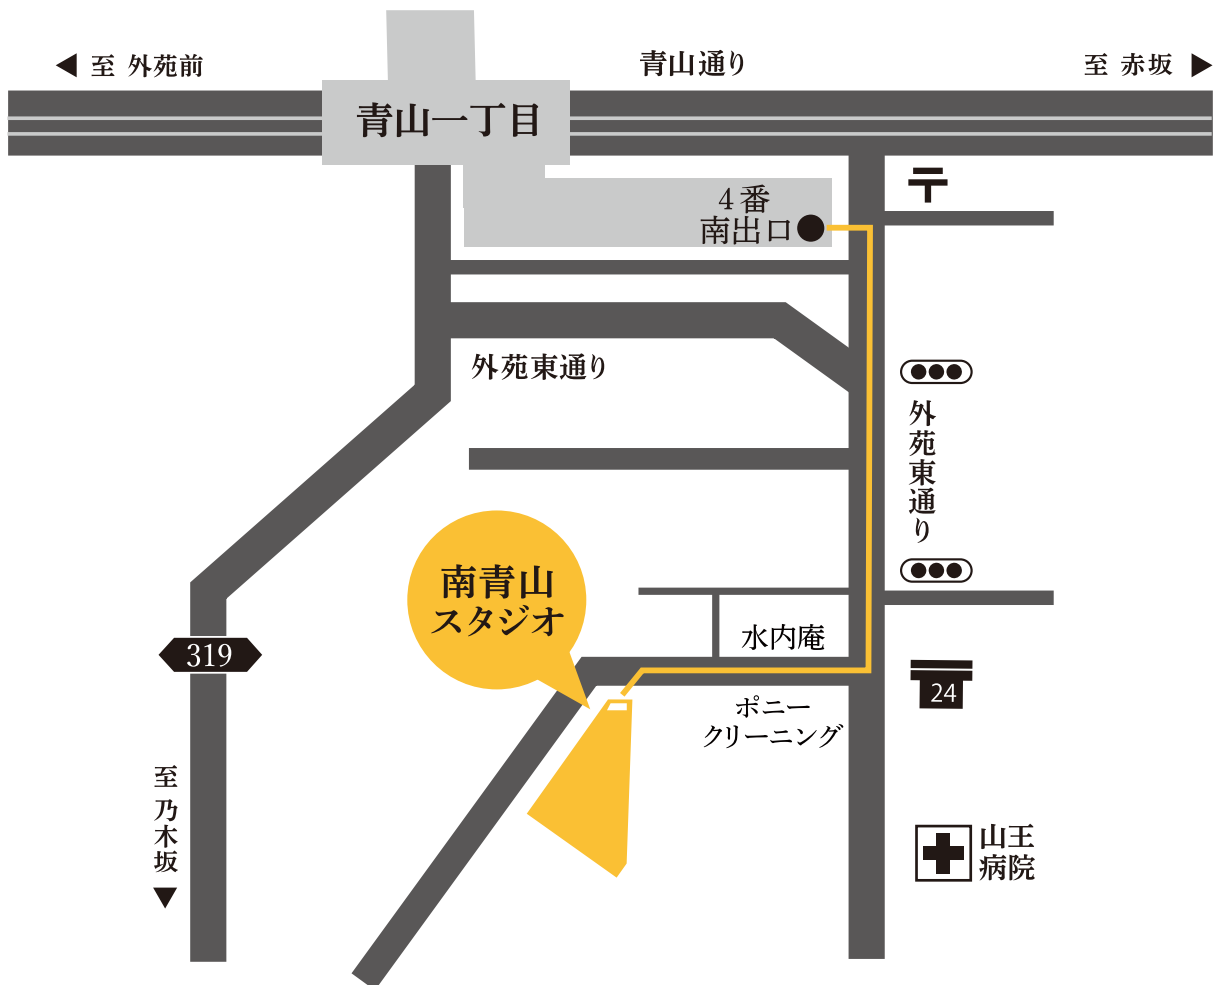 至 外苑前
青山通り
至 赤坂
青山一丁目
〒
4番
南出口
外苑東通り
外苑東通り
南青山
スタジオ
水内庵
319
24
ポニー
クリーニング
至 乃木坂
山王
病院